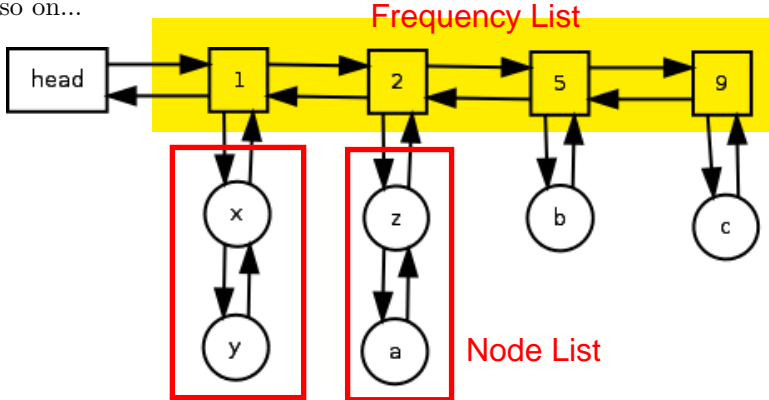 so on...
Frequency List
head 1 2 5 9
x z b c
y a
Node List